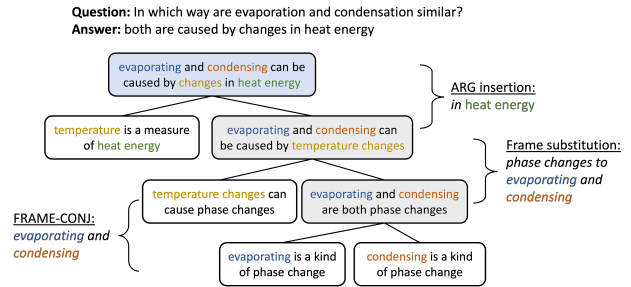 Question: In which way are evaporation and condensation similar?
Answer: both are caused by changes in heat energy
evaporating and condensing can be
caused by changes in heat energy
ARG insertion:
in heat energy
temperature is a measure
of heat energy
evaporating and condensing can
be caused by temperature changes
Frame substitution:
phase changes to
evaporating and
condensing
temperature changes can
cause phase changes
evaporating and condensing
are both phase changes
FRAME-CONJ:
evaporating and
condensing
evaporating is a kind
of phase change
condensing is a kind
of phase change